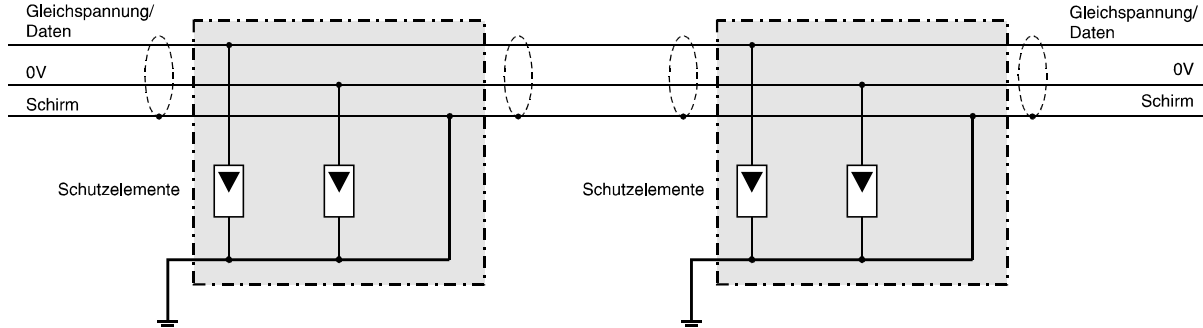 Gleichspannung/
Daten
0V
Schirm
Schutzelemente
Schutzelemente
Gleichspannung/
Daten
0V
Schirm